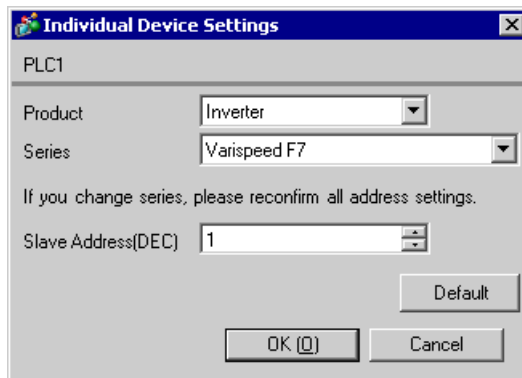 Individual Device Settings
PLC1
Product Inverter
Series Varispeed F7
If you change series, please reconfirm all address settings.
Slave Address(DEC) 1
Default
OK (O) Cancel